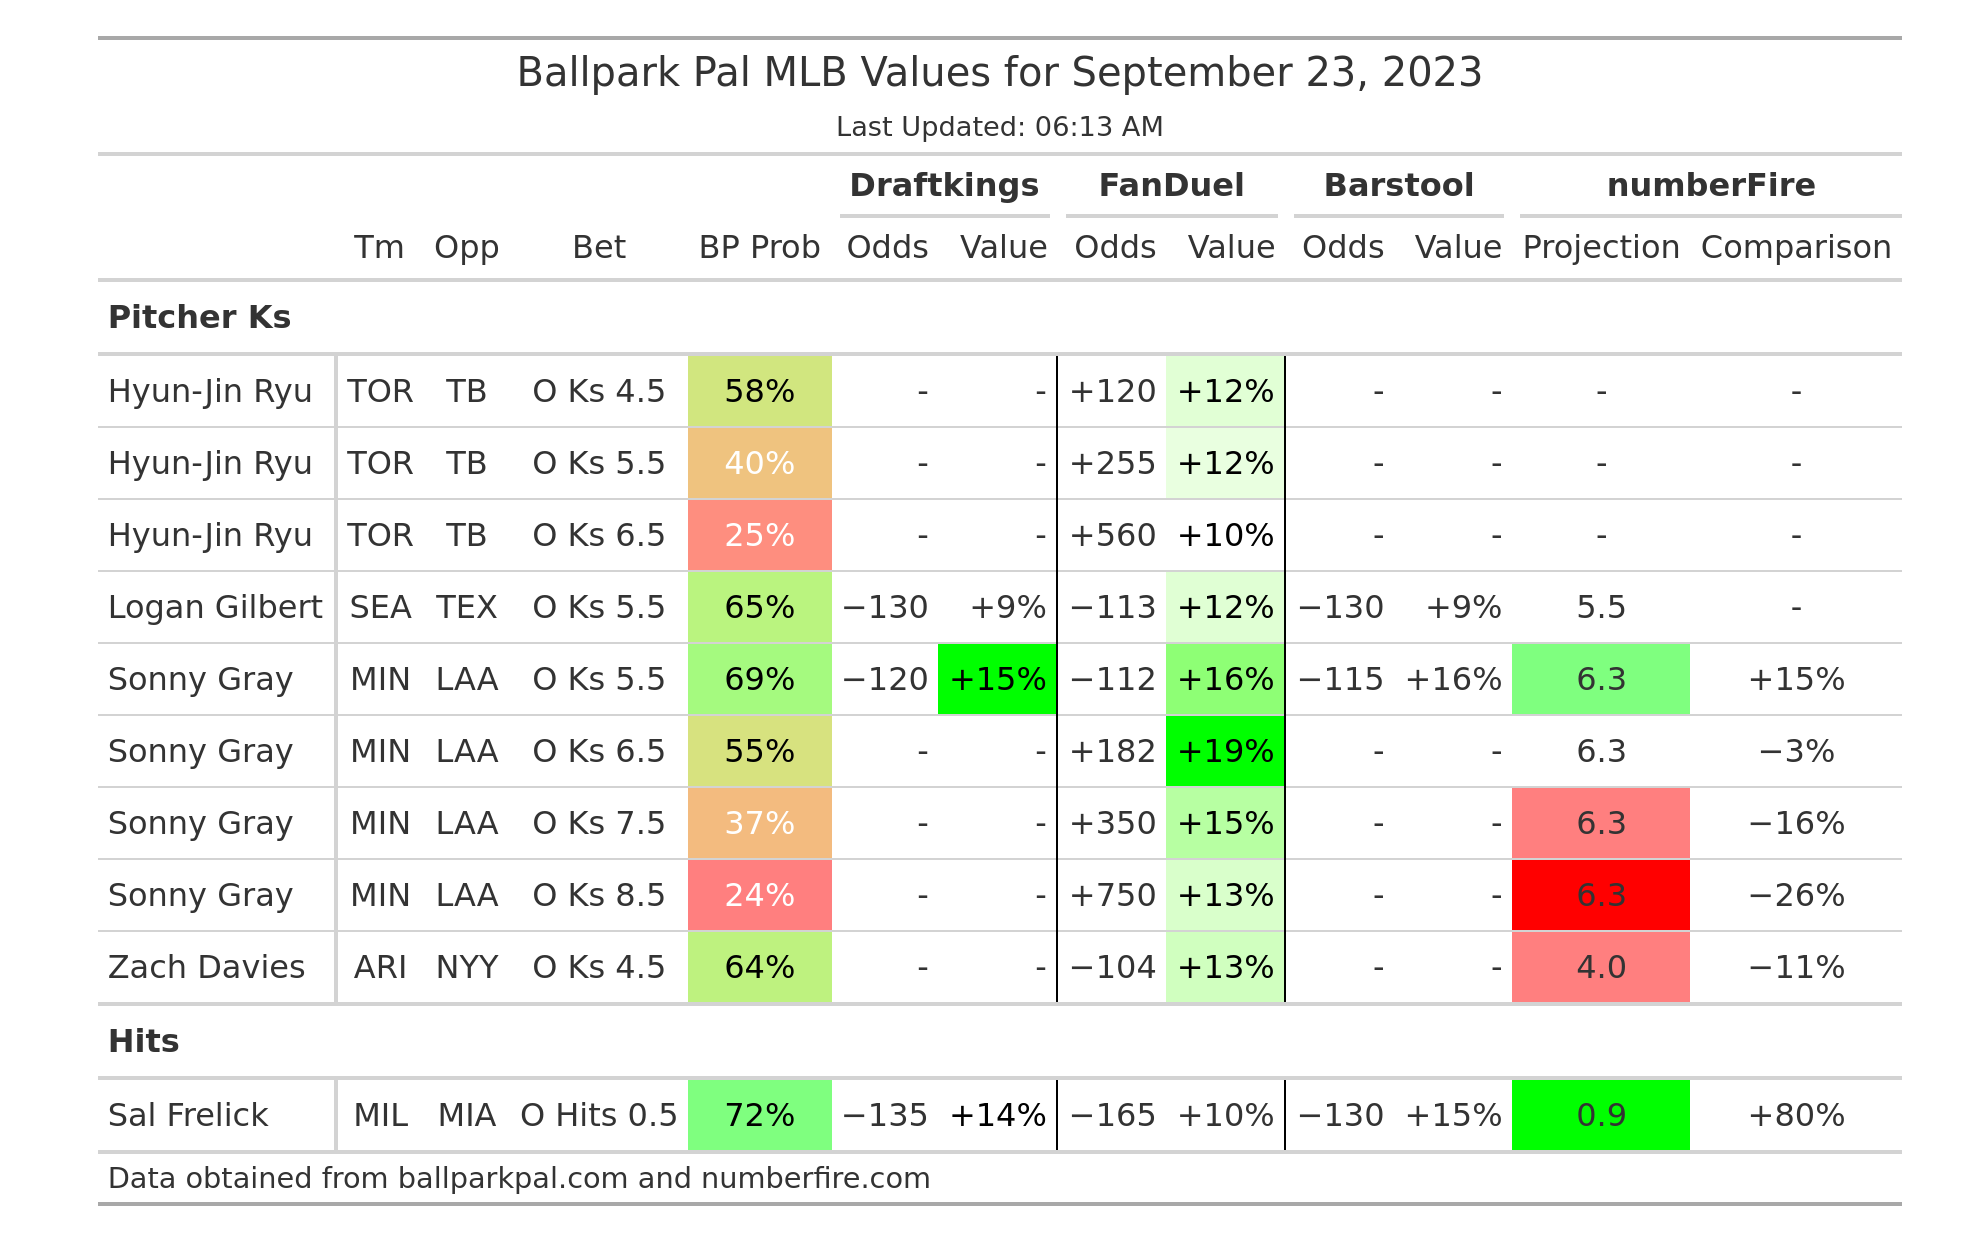 Ballpark Pal MLB Values for September 23, 2023
Last Updated: 06:13 AM
Draftkings FanDuel Barstool numberFire
Tm Opp Bet BP Prob Odds Value Odds Value Odds Value Projection Comparison
Pitcher Ks
Hyun-Jin Ryu TOR TB O Ks 4.5 58% - - +120 +12% - - - -
Hyun-Jin Ryu TOR TB O Ks 5.5 40% - - +255 +12% - - - -
Hyun-Jin Ryu TOR TB O Ks 6.5 25% - - +560 +10% - - - -
Logan Gilbert SEA TEX O Ks 5.5 65% −130 +9% −113 +12% −130 +9% 5.5 -
Sonny Gray MIN LAA O Ks 5.5 69% −120 +15% −112 +16% −115 +16% 6.3 +15%
Sonny Gray MIN LAA O Ks 6.5 55% - - +182 +19% - - 6.3 −3%
Sonny Gray MIN LAA O Ks 7.5 37% - - +350 +15% - - 6.3 −16%
Sonny Gray MIN LAA O Ks 8.5 24% - - +750 +13% - - 6.3 −26%
Zach Davies ARI NYY O Ks 4.5 64% - - −104 +13% - - 4.0 −11%
Hits
Sal Frelick MIL MIA O Hits 0.5 72% −135 +14% −165 +10% −130 +15% 0.9 +80%
Data obtained from ballparkpal.com and numberfire.com